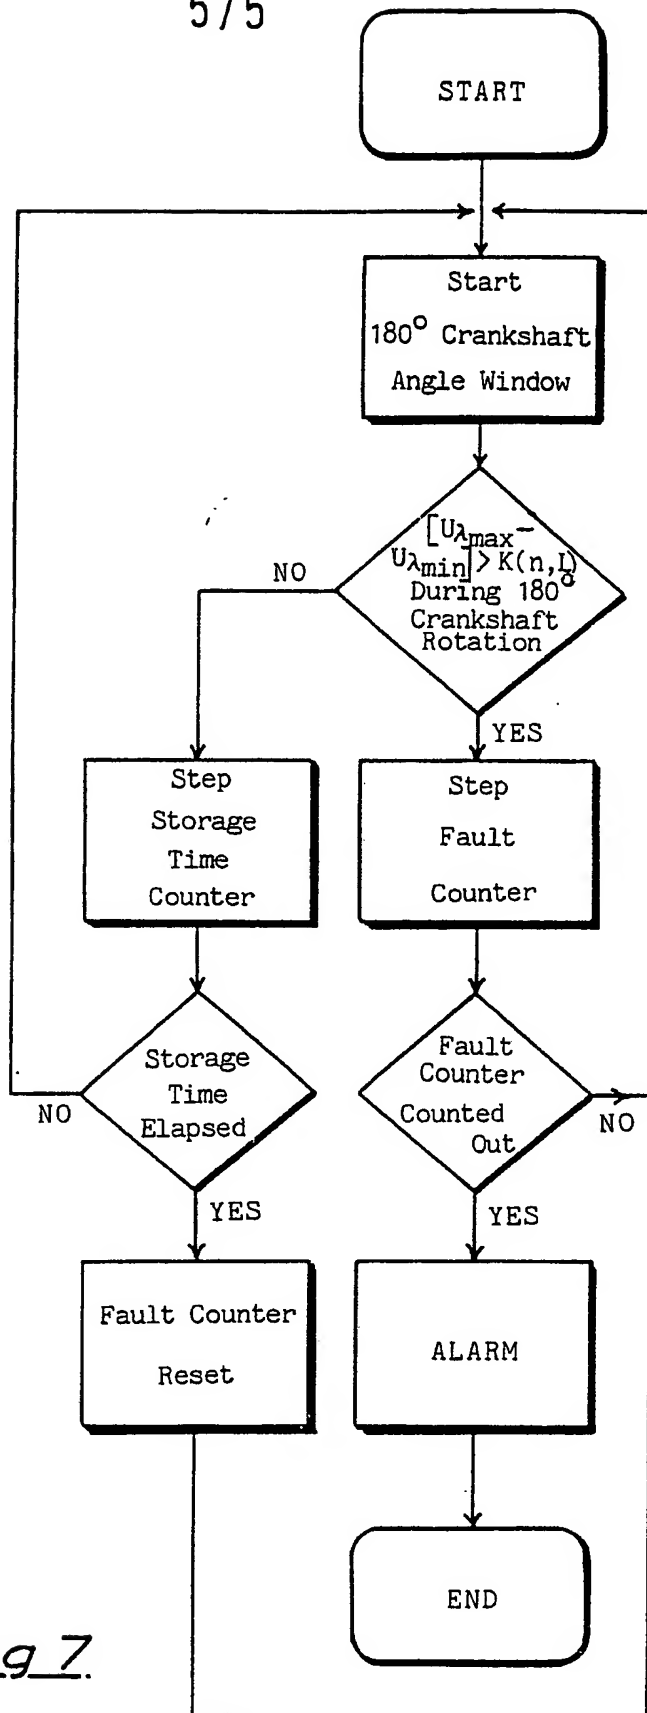 5/5
START
Start
180° Crankshaft
Angle Window
[Uλmax-
Uλmin]>K(n,L)
During 180°
Crankshaft
Rotation
NO
YES
Step
Storage
Time
Counter
Step
Fault
Counter
Storage
Time
Elapsed
NO
YES
Fault
Counter
Counted
Out
NO
YES
Fault Counter
Reset
ALARM
END
g 7.